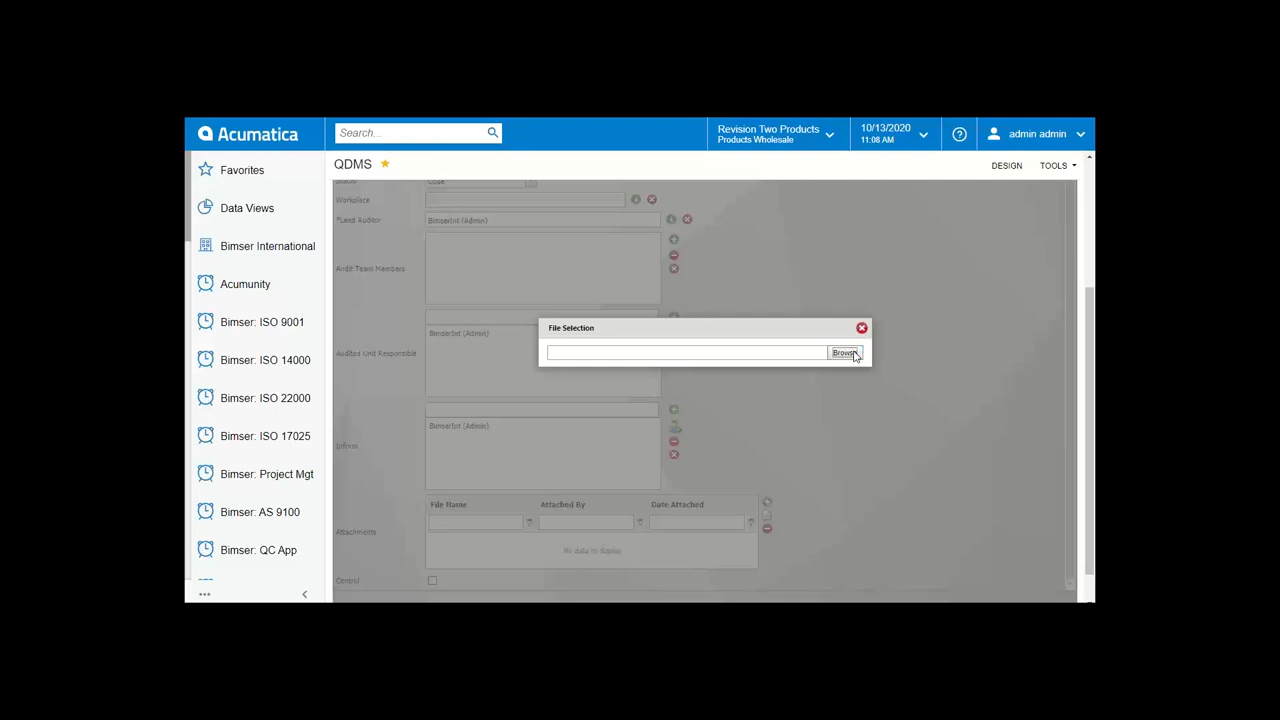 Acumatica
Search...
Revision Two Products
Products Wholesale
10/13/2020
11:08 AM
admin admin
QDMS
DESIGN
TOOLS
Favorites
Data Views
Bimser International
Acumunity
Bimser: ISO 9001
Bimser: ISO 14000
Bimser: ISO 22000
Bimser: ISO 17025
Bimser: Project Mgt
Bimser: AS 9100
Bimser: QC App
Workplace
*Lead Auditor
BimserInt (Admin)
Audit Team Members
File Selection
Browse
Audited Unit Responsible
BimserInt (Admin)
Inform
BimserInt (Admin)
Attachments
File Name
Attached By
Date Attached
No data to display
Control